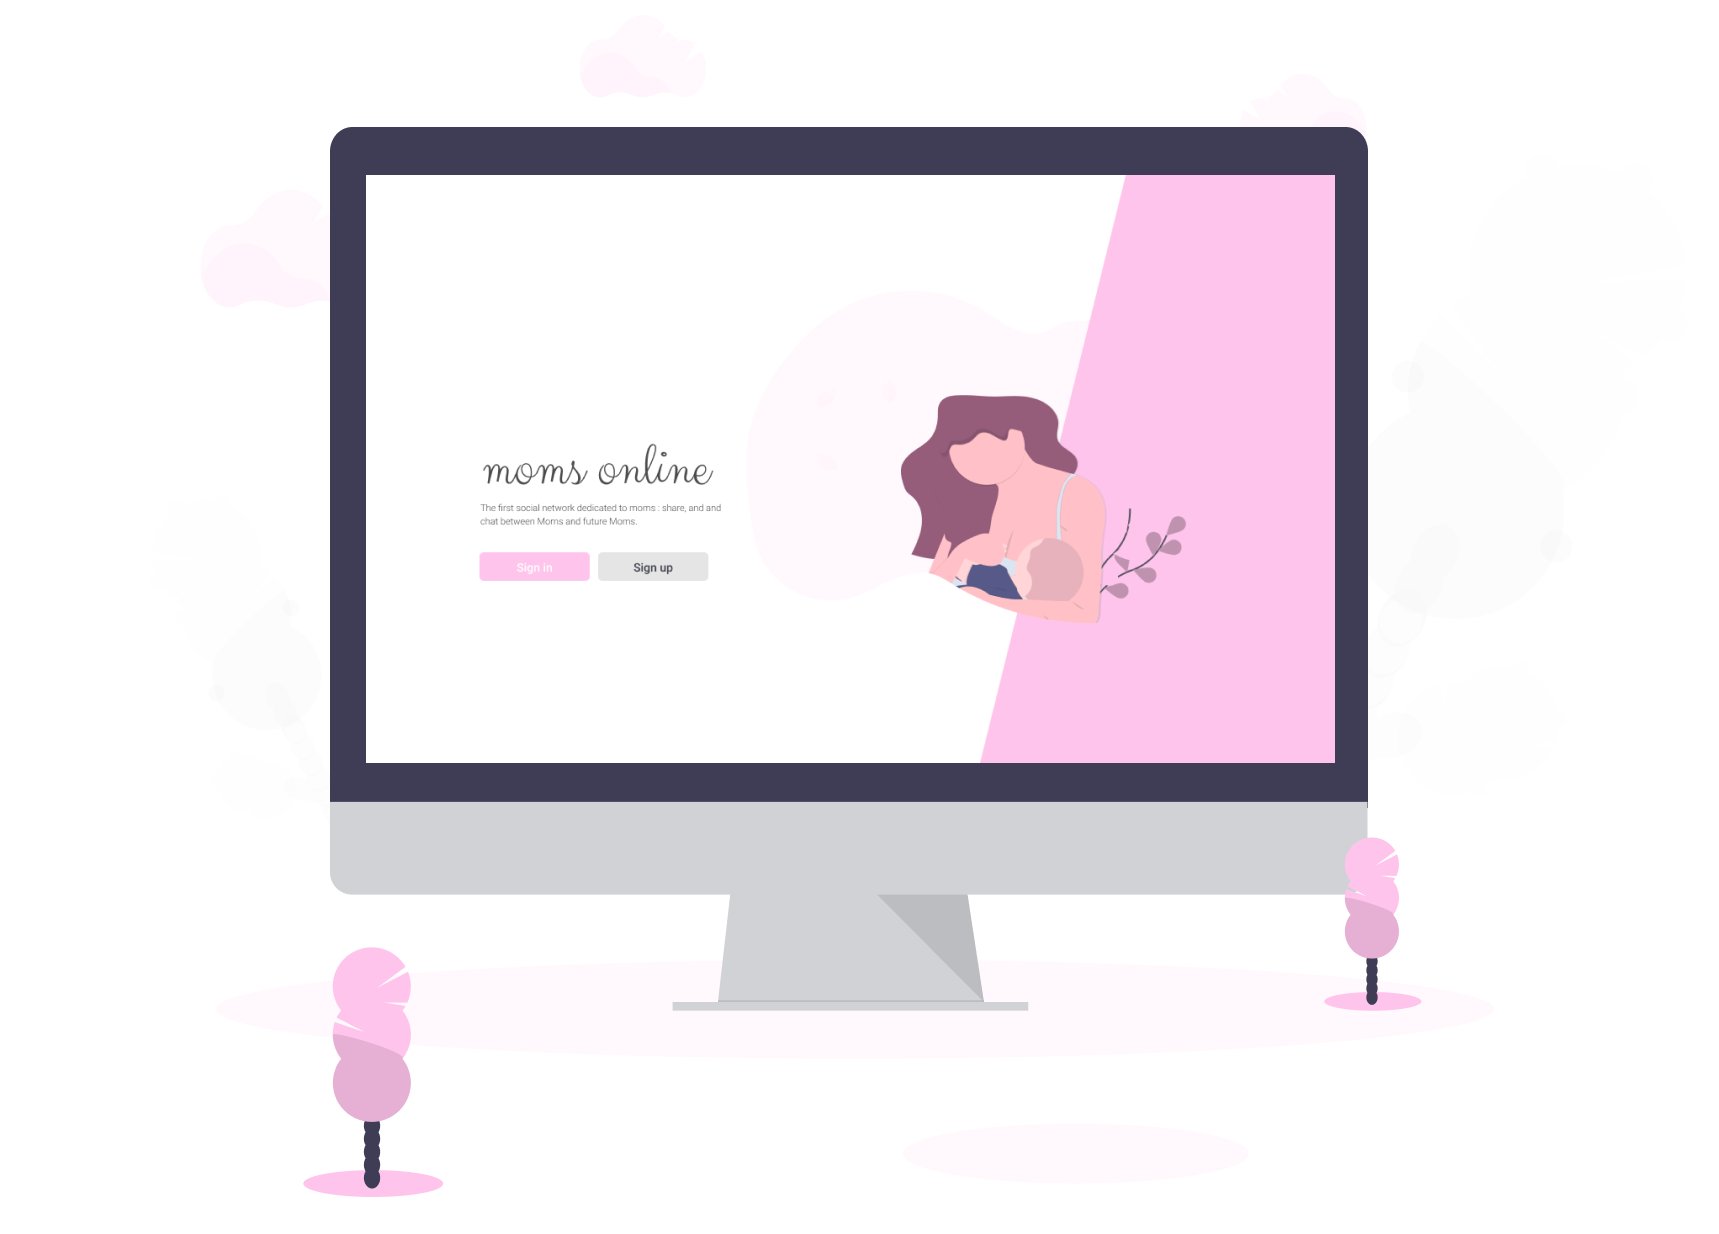 moms online
The first social network dedicated to moms : share, and and
chat between Moms and future Moms.
Sign in
Sign up